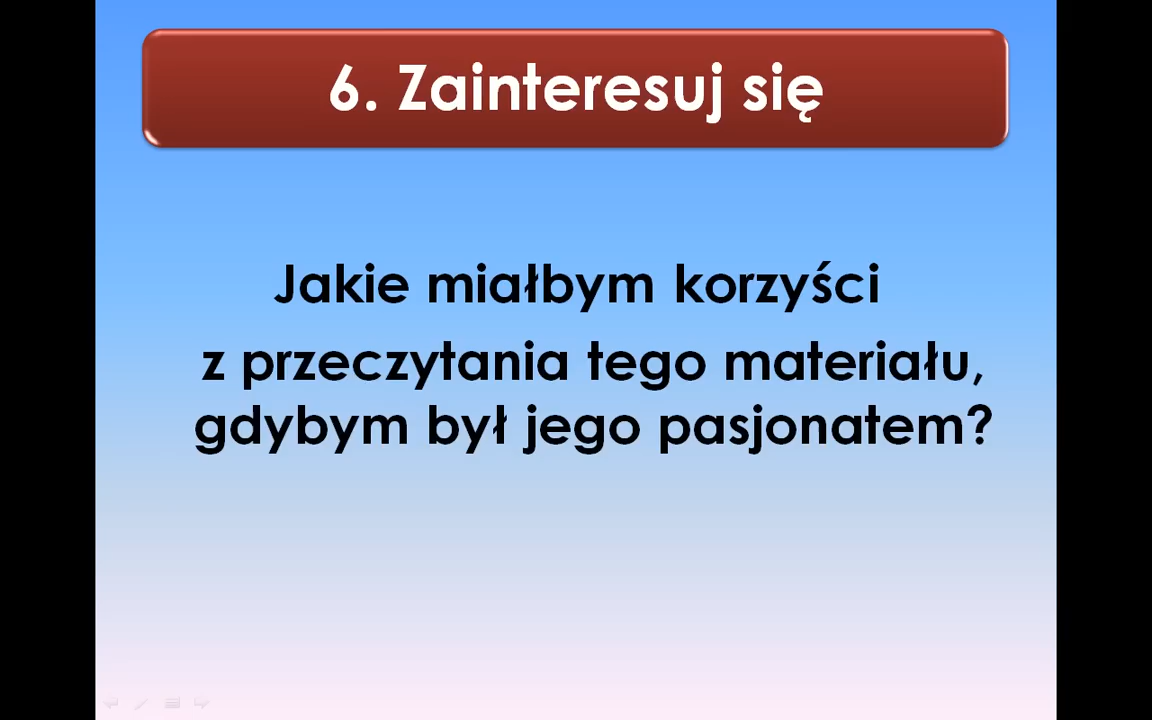 6. Zainteresuj się
Jakie miałbym korzyści
z przeczytania tego materiału,
gdybym był jego pasjonatem?